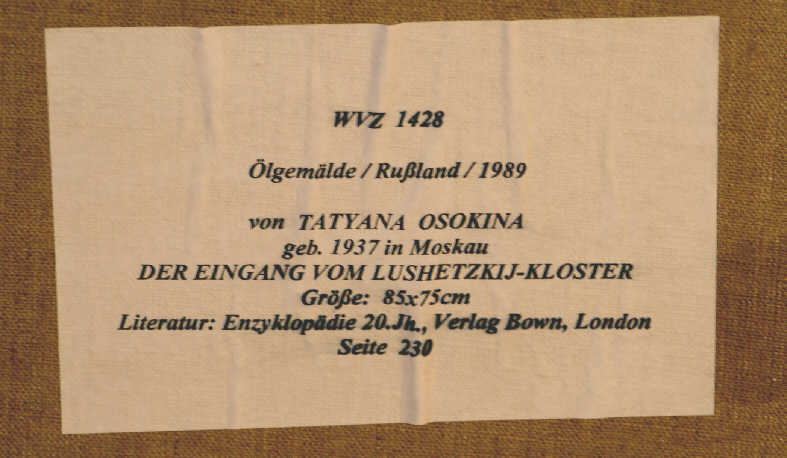 WVZ 1428
Ölgemälde / Rußland / 1989
von TATYANA OSOKINA
geb. 1937 in Moskau
DER EINGANG VOM LUSHETZKIJ-KLOSTER
Größe: 85x75cm
Literatur: Enzyklopädie 20.Jh., Verlag Bown, London
Seite 230